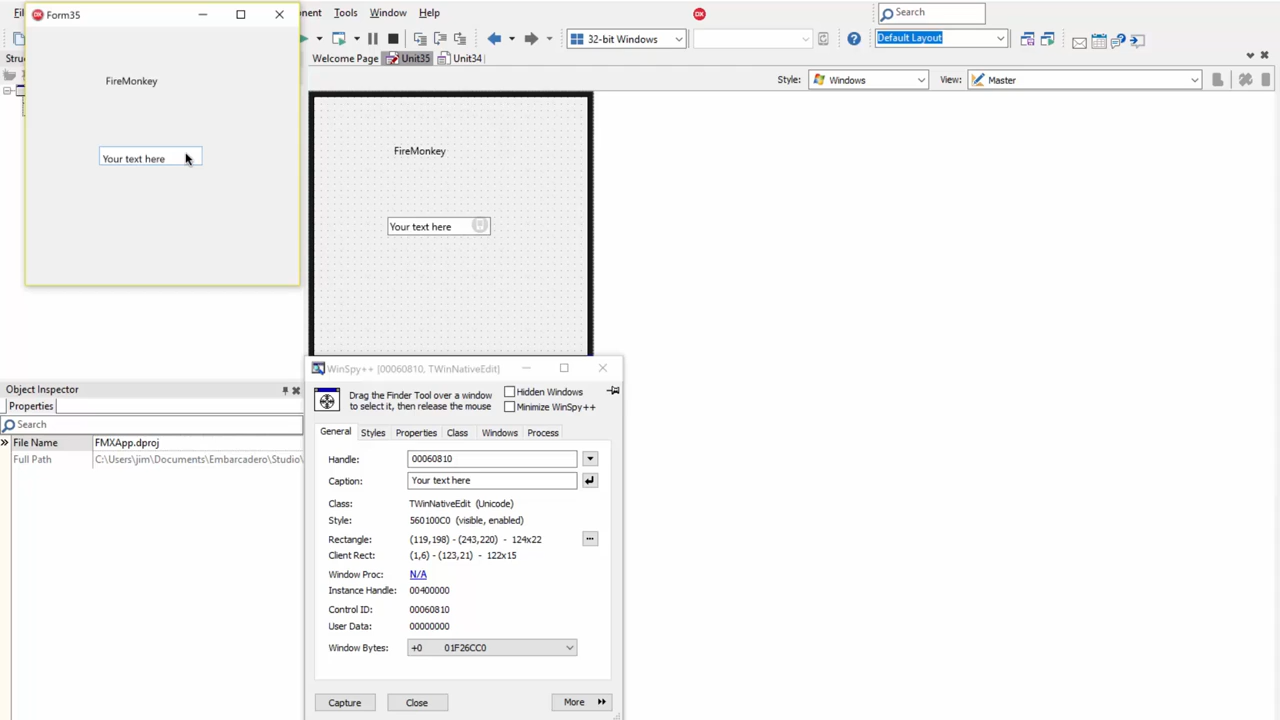 Form35
Tools
Window
Help
Search
32-bit Windows
Default Layout
Welcome Page
Unit35
Unit34
Style:
Windows
View:
Master
FireMonkey
Your text here
FireMonkey
Your text here
Object Inspector
Properties
Search
File Name
FMXApp.dproj
Full Path
C:\Users\jim\Documents\Embarcadero\Studio\
WinSpy++ [00060810, TWinNativeEdit]
Drag the Finder Tool over a window
to select it, then release the mouse
Hidden Windows
Minimize WinSpy++
General
Styles
Properties
Class
Windows
Process
Handle:
00060810
Caption:
Your text here
Class:
TWinNativeEdit (Unicode)
Style:
560100C0 (visible, enabled)
Rectangle:
(119,198) - (243,220) - 124x22
...
Client Rect:
(1,6) - (123,21) - 122x15
Window Proc:
N/A
Instance Handle:
00400000
Control ID:
00060810
User Data:
00000000
Window Bytes:
+0 01F26CC0
Capture
Close
More